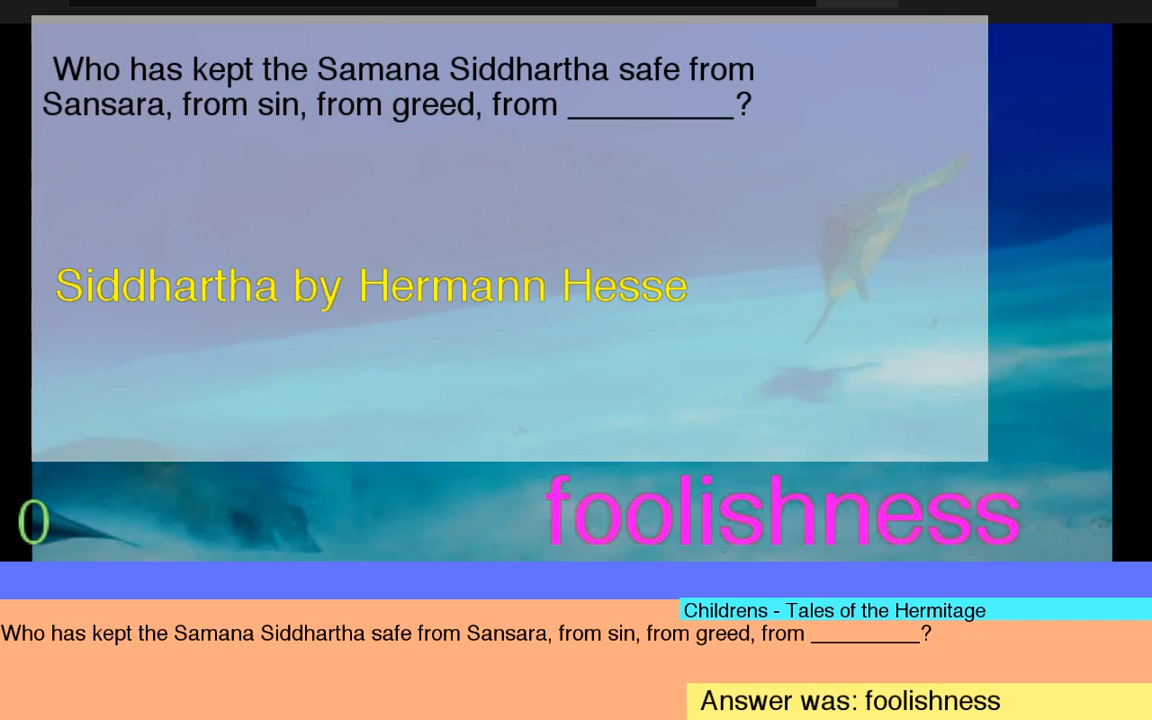 Who has kept the Samana Siddhartha safe from
Sansara, from sin, from greed, from __________?
Siddhartha by Hermann Hesse
0
foolishness
Childrens - Tales of the Hermitage
Who has kept the Samana Siddhartha safe from Sansara, from sin, from greed, from __________?
Answer was: foolishness